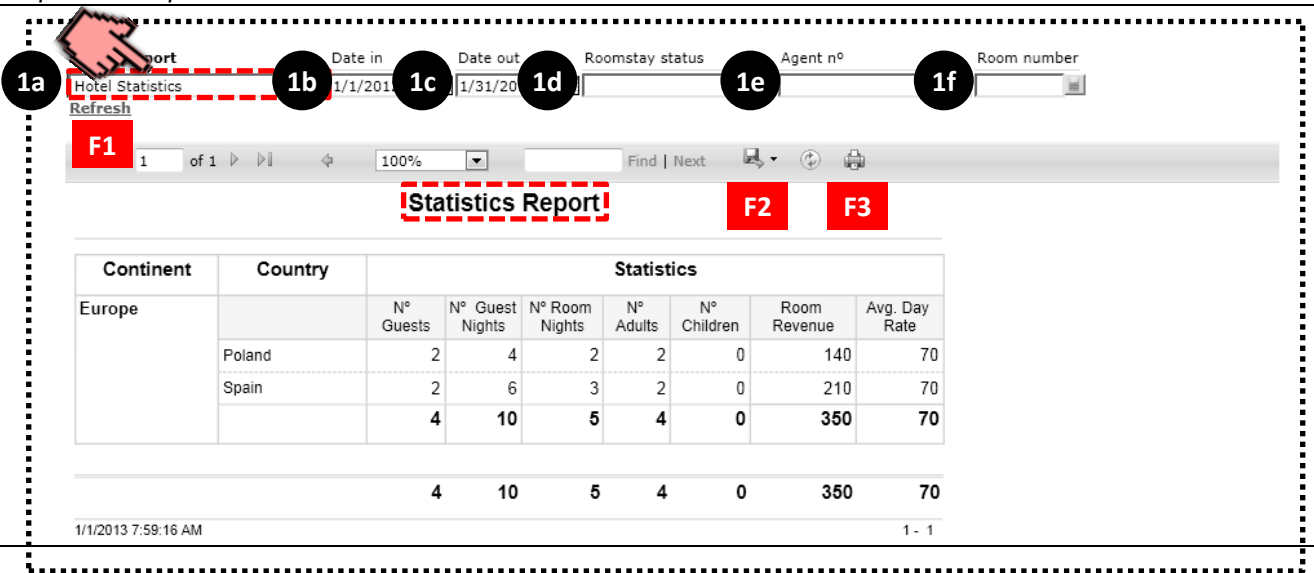 port Date in Date out Roomstay status Agent nº Room number
1a Hotel Statistics 1b 1/1/201 1c 1/31/20 1d 1e 1f
Refresh
F1 1 of 1 100% Find | Next
Statistics Report F2 F3
Continent Country Statistics
Europe Nº Guests Nº Guest Nights Nº Room Nights Nº Adults Nº Children Room Revenue Avg. Day Rate
Poland 2 4 2 2 0 140 70
Spain 2 6 3 2 0 210 70
4 10 5 4 0 350 70
4 10 5 4 0 350 70
1/1/2013 7:59:16 AM 1 - 1